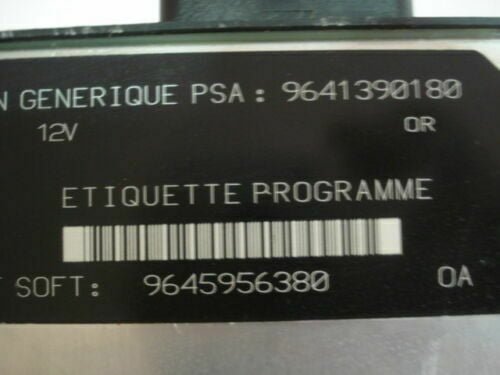 N GENERIQUE PSA : 9641390180
12V OR
ETIQUETTE PROGRAMME
T SOFT: 9645956380 OA